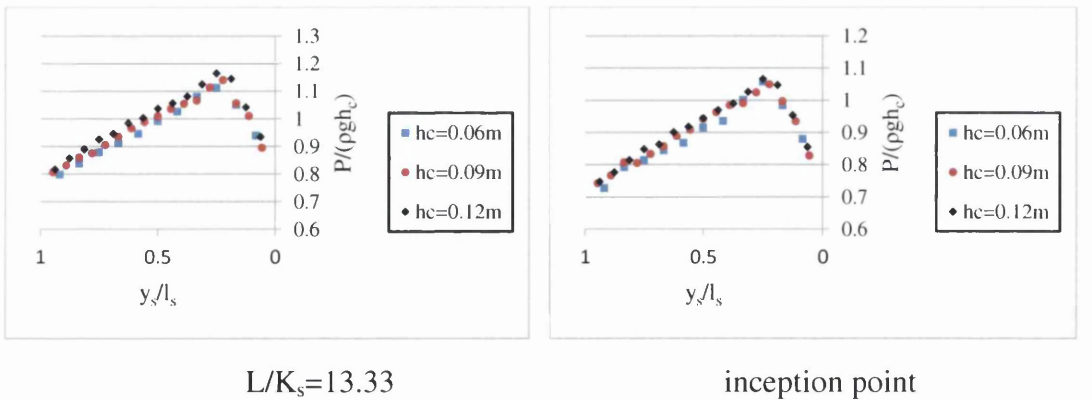 1.3
1.2
1.1
1
0.9
0.8
0.7
0.6
P/(ρghc)
1 0.5 0
ys/ls
hc=0.06m
hc=0.09m
hc=0.12m
L/Ks=13.33
1.2
1.1
1
0.9
0.8
0.7
0.6
P/(ρghc)
1 0.5 0
ys/ls
hc=0.06m
hc=0.09m
hc=0.12m
inception point